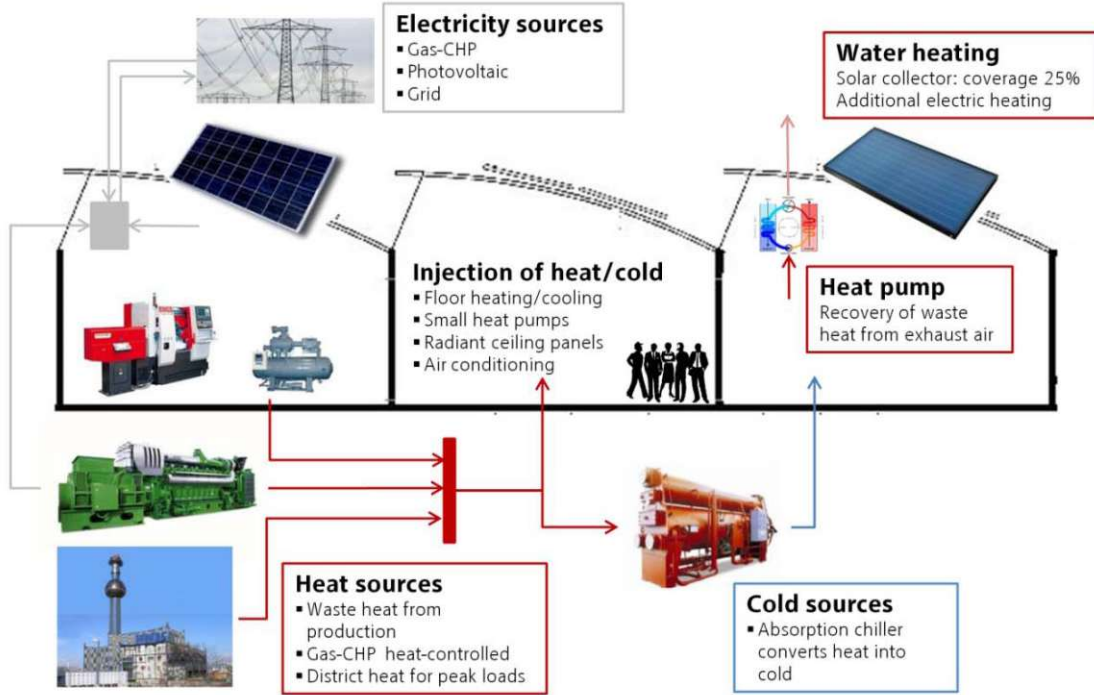 Electricity sources
▪ Gas-CHP
▪ Photovoltaic
▪ Grid
Water heating
Solar collector: coverage 25%
Additional electric heating
Injection of heat/cold
▪ Floor heating/cooling
▪ Small heat pumps
▪ Radiant ceiling panels
▪ Air conditioning
Heat pump
Recovery of waste
heat from exhaust air
Heat sources
▪ Waste heat from
production
▪ Gas-CHP heat-controlled
▪ District heat for peak loads
Cold sources
▪ Absorption chiller
converts heat into
cold